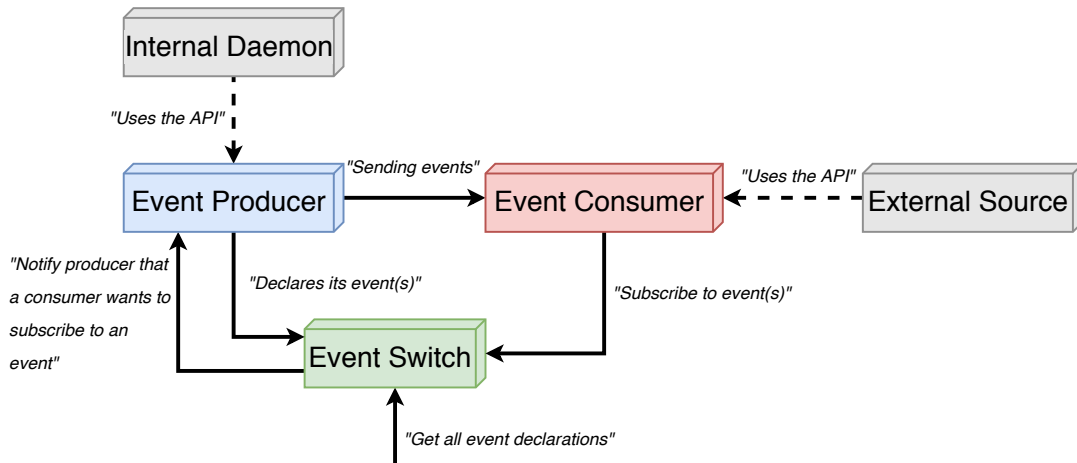 Internal Daemon
"Uses the API"
"Sending events"
"Uses the API"
Event Producer
Event Consumer
External Source
"Notify producer that
a consumer wants to
subscribe to an
event"
"Declares its event(s)"
"Subscribe to event(s)"
Event Switch
"Get all event declarations"